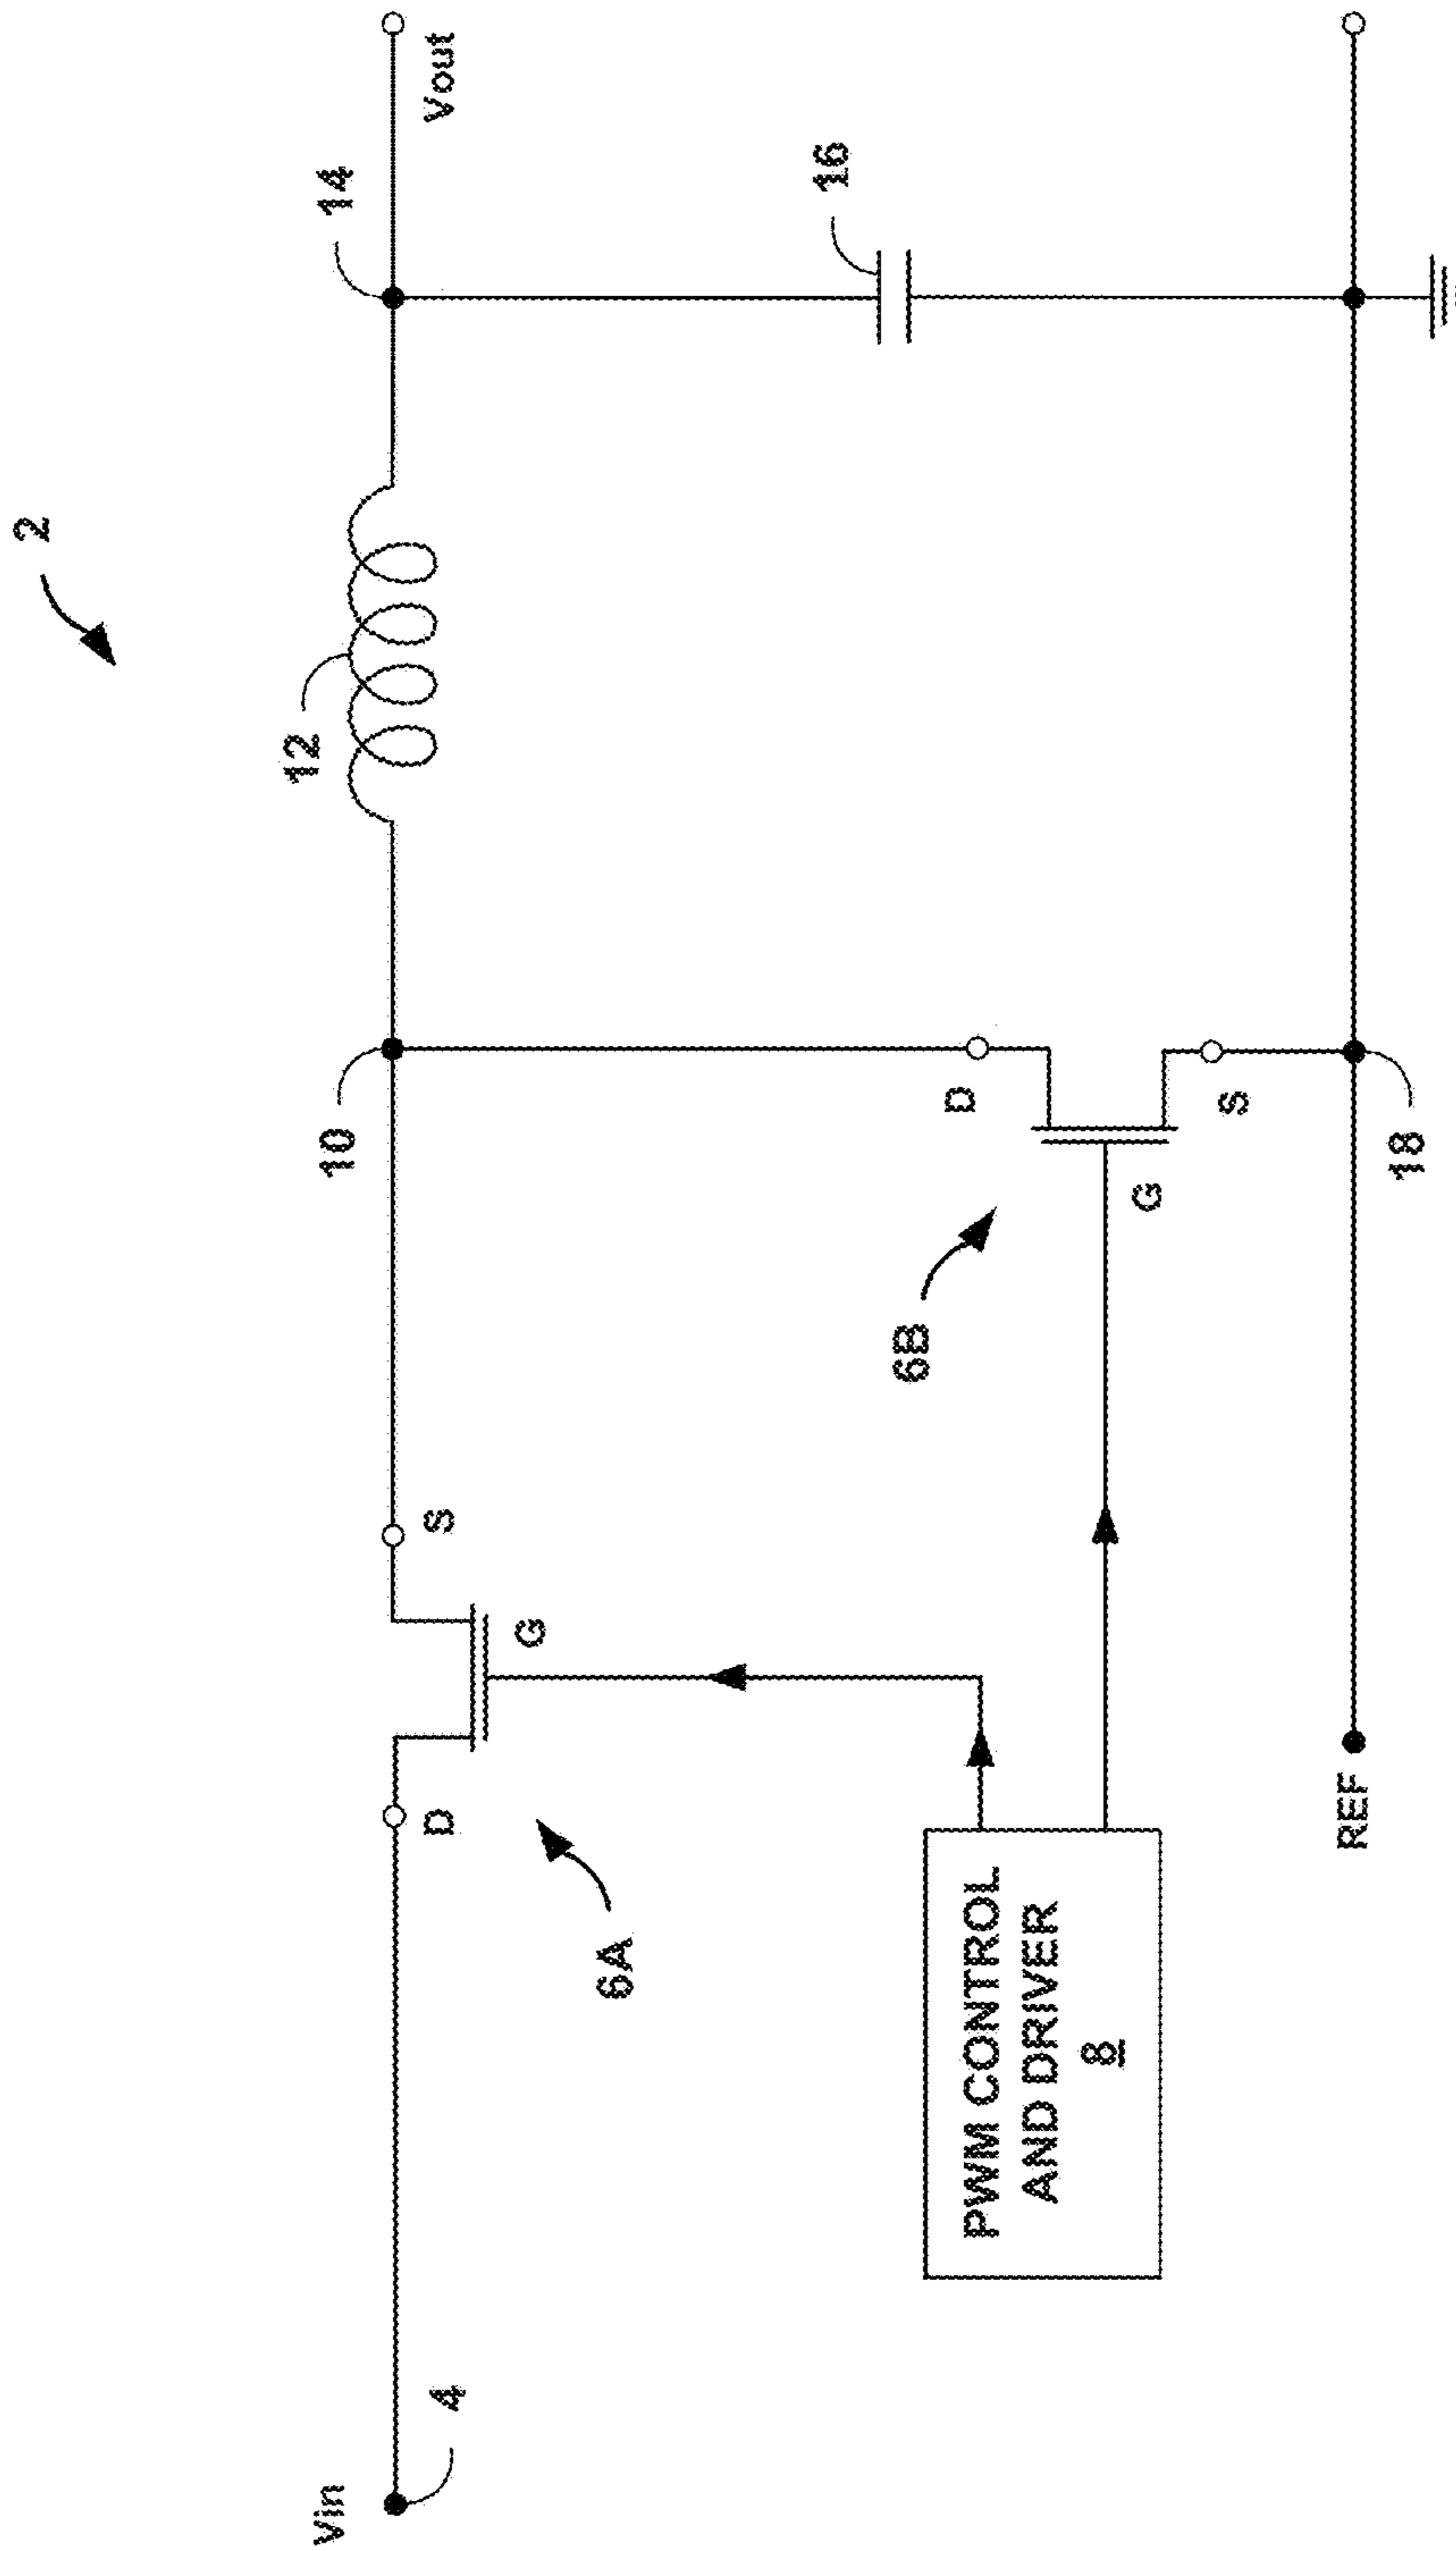 2
12
14
Vout
10
16
Vin
4
D
S
G
6A
6B
D
G
S
PWM CONTROL
AND DRIVER
8
REF
18